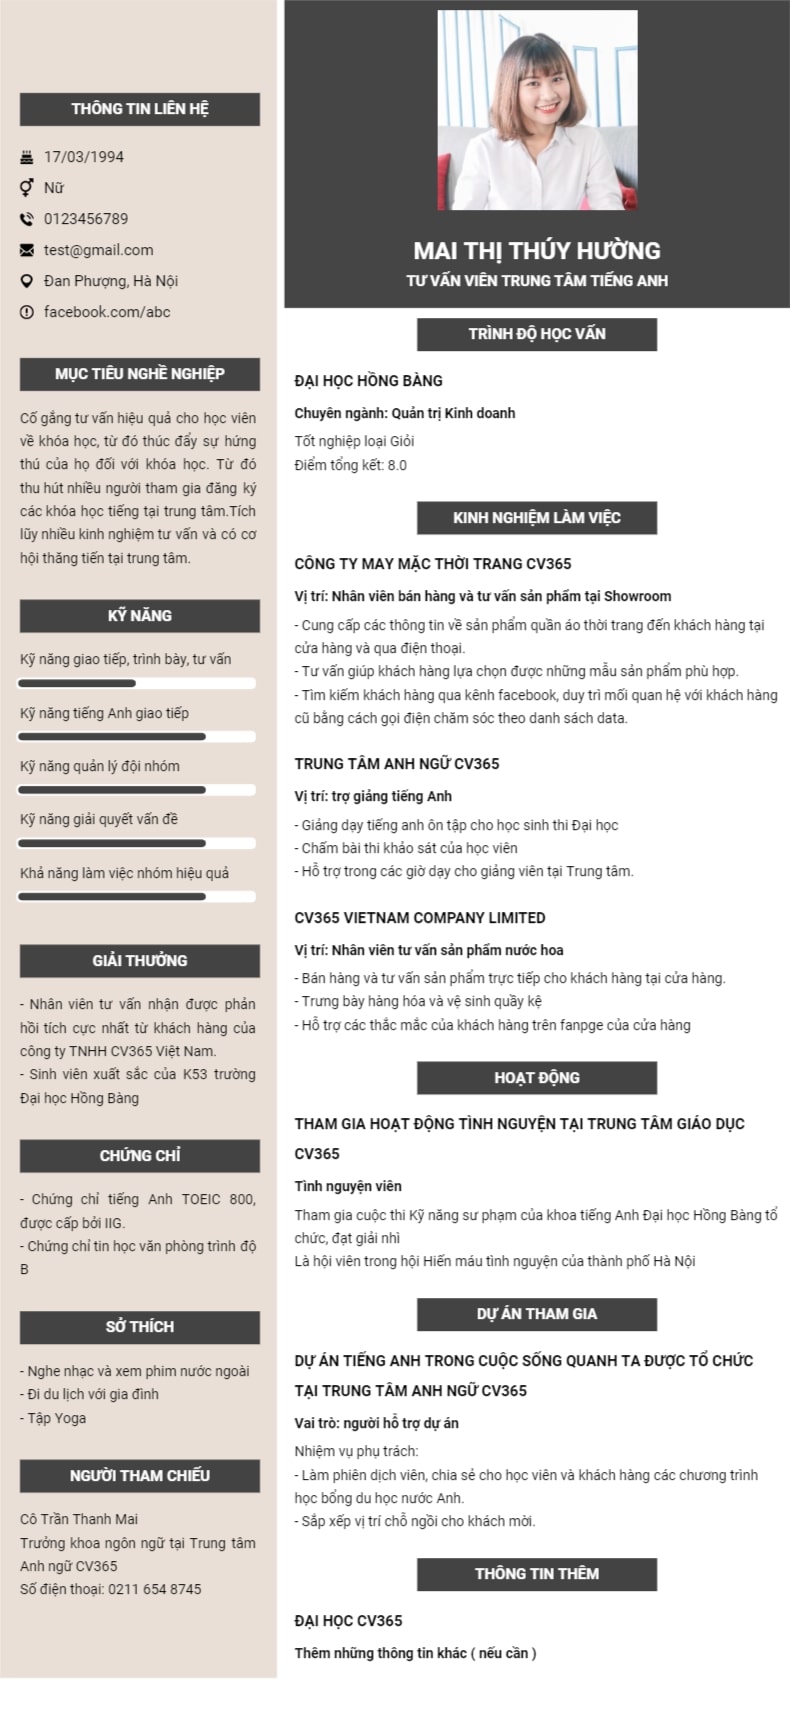 THÔNG TIN LIÊN HỆ
17/03/1994
Nữ
0123456789
test@gmail.com
Đan Phượng, Hà Nội
facebook.com/abc
MỤC TIÊU NGHỀ NGHIỆP
Cố gắng tư vấn hiệu quả cho học viên
về khóa học, từ đó thúc đẩy sự hứng
thú của họ đối với khóa học. Từ đó
thu hút nhiều người tham gia đăng ký
các khóa học tiếng tại trung tâm.Tích
lũy nhiều kinh nghiệm tư vấn và có cơ
hội thăng tiến tại trung tâm.
KỸ NĂNG
Kỹ năng giao tiếp, trình bày, tư vấn
Kỹ năng tiếng Anh giao tiếp
Kỹ năng quản lý đội nhóm
Kỹ năng giải quyết vấn đề
Khả năng làm việc nhóm hiệu quả
GIẢI THƯỞNG
- Nhân viên tư vấn nhận được phản
hồi tích cực nhất từ khách hàng của
công ty TNHH CV365 Việt Nam.
- Sinh viên xuất sắc của K53 trường
Đại học Hồng Bàng
CHỨNG CHỈ
- Chứng chỉ tiếng Anh TOEIC 800,
được cấp bởi IIG.
- Chứng chỉ tin học văn phòng trình độ
B
SỞ THÍCH
- Nghe nhạc và xem phim nước ngoài
- Đi du lịch với gia đình
- Tập Yoga
NGƯỜI THAM CHIẾU
Cô Trần Thanh Mai
Trưởng khoa ngôn ngữ tại Trung tâm
Anh ngữ CV365
Số điện thoại: 0211 654 8745
MAI THỊ THÚY HƯỜNG
TƯ VẤN VIÊN TRUNG TÂM TIẾNG ANH
TRÌNH ĐỘ HỌC VẤN
ĐẠI HỌC HỒNG BÀNG
Chuyên ngành: Quản trị Kinh doanh
Tốt nghiệp loại Giỏi
Điểm tổng kết: 8.0
KINH NGHIỆM LÀM VIỆC
CÔNG TY MAY MẶC THỜI TRANG CV365
Vị trí: Nhân viên bán hàng và tư vấn sản phẩm tại Showroom
- Cung cấp các thông tin về sản phẩm quần áo thời trang đến khách hàng tại
cửa hàng và qua điện thoại.
- Tư vấn giúp khách hàng lựa chọn được những mẫu sản phẩm phù hợp.
- Tìm kiếm khách hàng qua kênh facebook, duy trì mối quan hệ với khách hàng
cũ bằng cách gọi điện chăm sóc theo danh sách data.
TRUNG TÂM ANH NGỮ CV365
Vị trí: trợ giảng tiếng Anh
- Giảng dạy tiếng anh ôn tập cho học sinh thi Đại học
- Chấm bài thi khảo sát của học viên
- Hỗ trợ trong các giờ dạy cho giảng viên tại Trung tâm.
CV365 VIETNAM COMPANY LIMITED
Vị trí: Nhân viên tư vấn sản phẩm nước hoa
- Bán hàng và tư vấn sản phẩm trực tiếp cho khách hàng tại cửa hàng.
- Trưng bày hàng hóa và vệ sinh quầy kệ
- Hỗ trợ các thắc mắc của khách hàng trên fanpge của cửa hàng
HOẠT ĐỘNG
THAM GIA HOẠT ĐỘNG TÌNH NGUYỆN TẠI TRUNG TÂM GIÁO DỤC
CV365
Tình nguyện viên
Tham gia cuộc thi Kỹ năng sư phạm của khoa tiếng Anh Đại học Hồng Bàng tổ
chức, đạt giải nhì
Là hội viên trong hội Hiến máu tình nguyện của thành phố Hà Nội
DỰ ÁN THAM GIA
DỰ ÁN TIẾNG ANH TRONG CUỘC SỐNG QUANH TA ĐƯỢC TỔ CHỨC
TẠI TRUNG TÂM ANH NGỮ CV365
Vai trò: người hỗ trợ dự án
Nhiệm vụ phụ trách:
- Làm phiên dịch viên, chia sẻ cho học viên và khách hàng các chương trình
học bổng du học nước Anh.
- Sắp xếp vị trí chỗ ngồi cho khách mời.
THÔNG TIN THÊM
ĐẠI HỌC CV365
Thêm những thông tin khác ( nếu cần )